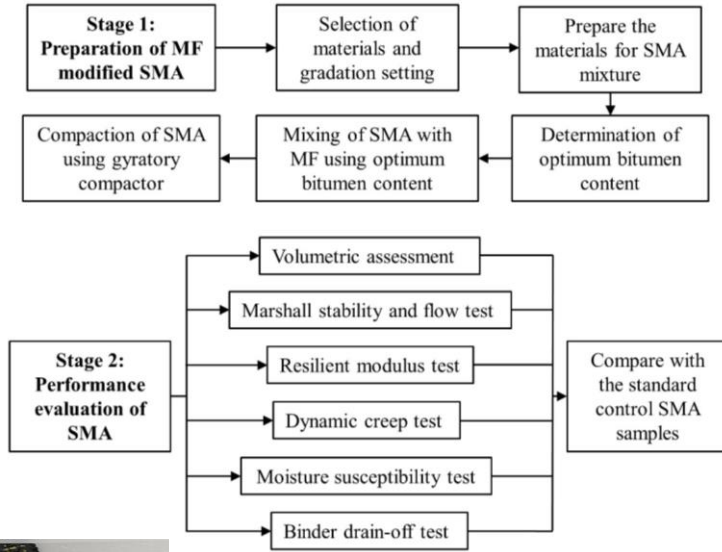 Stage 1:
Preparation of MF
modified SMA
Selection of
materials and
gradation setting
Prepare the
materials for SMA
mixture
Determination of
optimum bitumen
content
Mixing of SMA with
MF using optimum
bitumen content
Compaction of SMA
using gyratory
compactor
Stage 2:
Performance
evaluation of
SMA
Volumetric assessment
Marshall stability and flow test
Resilient modulus test
Dynamic creep test
Moisture susceptibility test
Binder drain-off test
Compare with
the standard
control SMA
samples